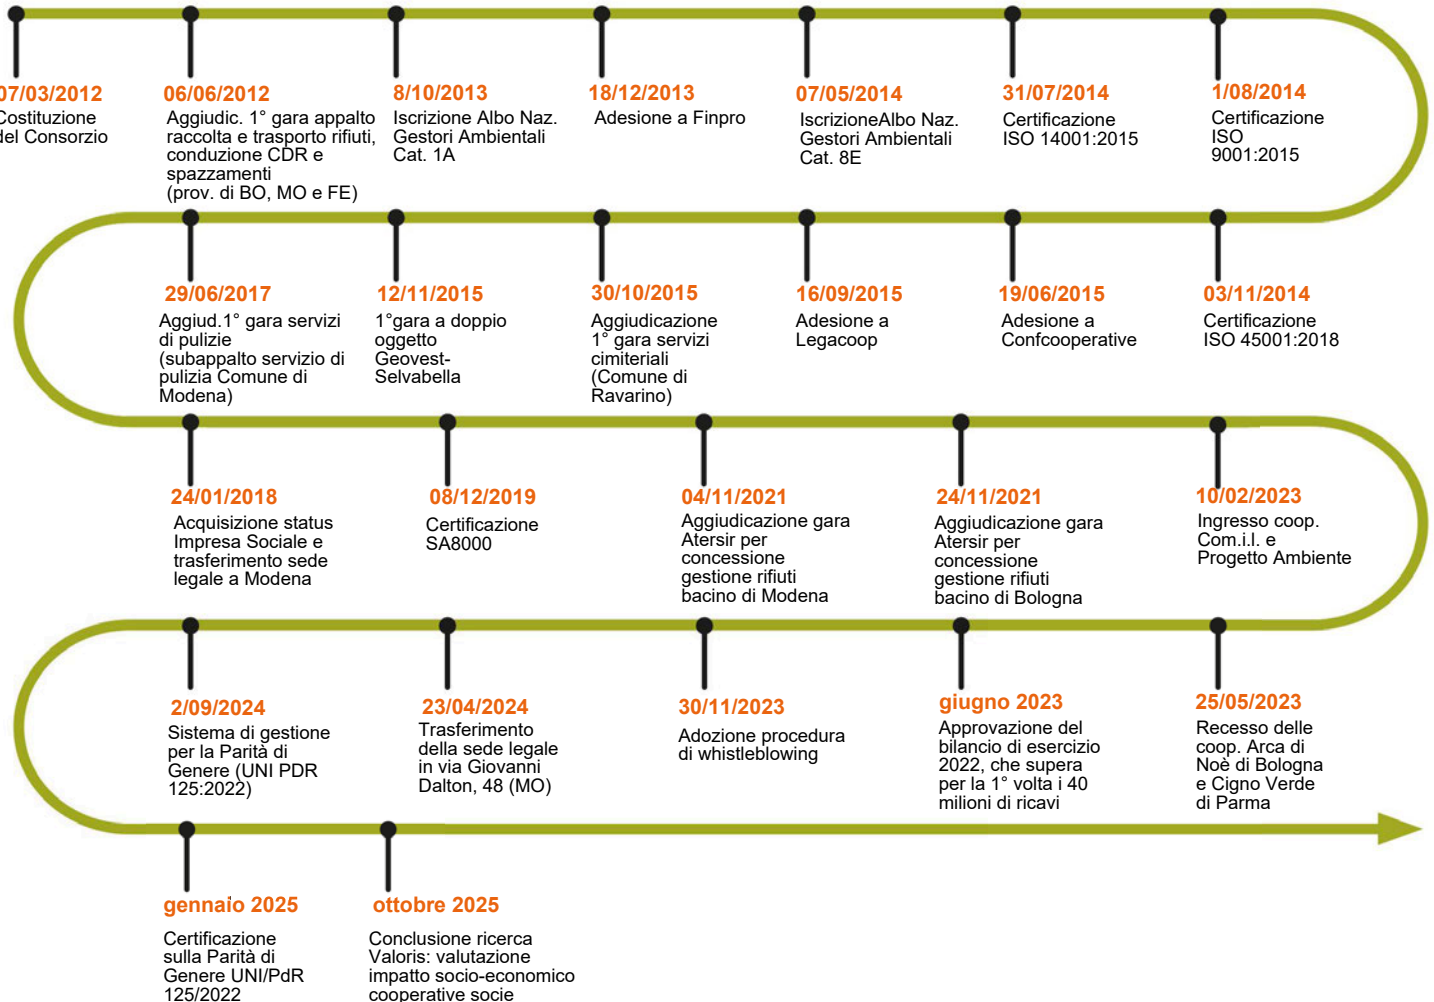 07/03/2012
Costituzione
del Consorzio
06/06/2012
Aggiudic. 1° gara appalto
raccolta e trasporto rifiuti,
conduzione CDR e
spazzamenti
(prov. di BO, MO e FE)
8/10/2013
Iscrizione Albo Naz.
Gestori Ambientali
Cat. 1A
18/12/2013
Adesione a Finpro
07/05/2014
IscrizioneAlbo Naz.
Gestori Ambientali
Cat. 8E
31/07/2014
Certificazione
ISO 14001:2015
1/08/2014
Certificazione
ISO
9001:2015
29/06/2017
Aggiud.1° gara servizi
di pulizie
(subappalto servizio di
pulizia Comune di
Modena)
12/11/2015
1°gara a doppio
oggetto
Geovest-
Selvabella
30/10/2015
Aggiudicazione
1° gara servizi
cimiteriali
(Comune di
Ravarino)
16/09/2015
Adesione a
Legacoop
19/06/2015
Adesione a
Confcooperative
03/11/2014
Certificazione
ISO 45001:2018
24/01/2018
Acquisizione status
Impresa Sociale e
trasferimento sede
legale a Modena
08/12/2019
Certificazione
SA8000
04/11/2021
Aggiudicazione gara
Atersir per
concessione
gestione rifiuti
bacino di Modena
24/11/2021
Aggiudicazione gara
Atersir per
concessione
gestione rifiuti
bacino di Bologna
10/02/2023
Ingresso coop.
Com.i.l. e
Progetto Ambiente
2/09/2024
Sistema di gestione
per la Parità di
Genere (UNI PDR
125:2022)
23/04/2024
Trasferimento
della sede legale
in via Giovanni
Dalton, 48 (MO)
30/11/2023
Adozione procedura
di whistleblowing
giugno 2023
Approvazione del
bilancio di esercizio
2022, che supera
per la 1° volta i 40
milioni di ricavi
25/05/2023
Recesso delle
coop. Arca di
Noè di Bologna
e Cigno Verde
di Parma
gennaio 2025
Certificazione
sulla Parità di
Genere UNI/PdR
125/2022
ottobre 2025
Conclusione ricerca
Valoris: valutazione
impatto socio-economico
cooperative socie